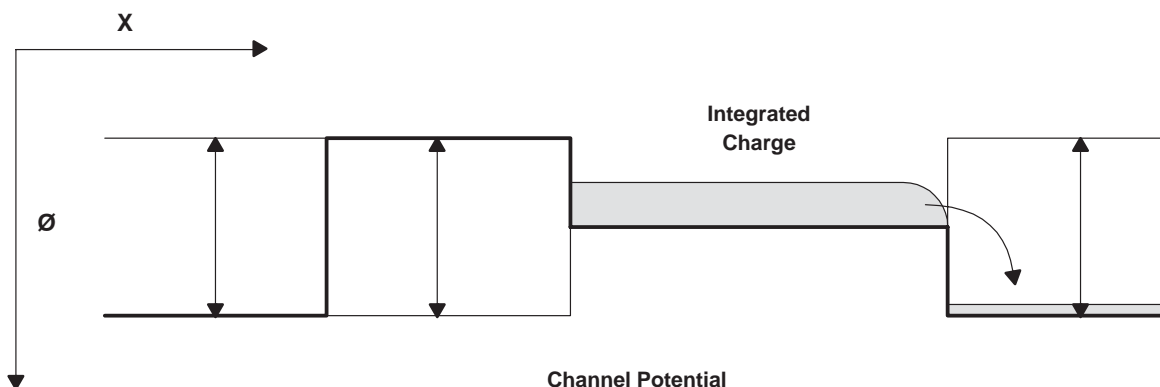 X
Integrated
Charge
Ø
Channel Potential